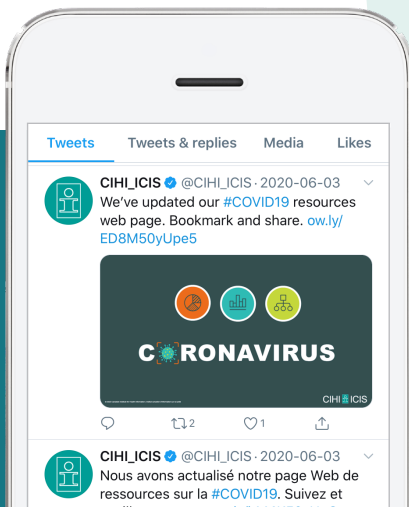 Tweets Tweets & replies Media Likes
CIHI_ICIS @CIHI_ICIS · 2020-06-03
We've updated our #COVID19 resources
web page. Bookmark and share. ow.ly/
ED8M50yUpe5
CORONAVIRUS
CIHI ICIS
2 1
CIHI_ICIS @CIHI_ICIS · 2020-06-03
Nous avons actualisé notre page Web de
ressources sur la #COVID19. Suivez et